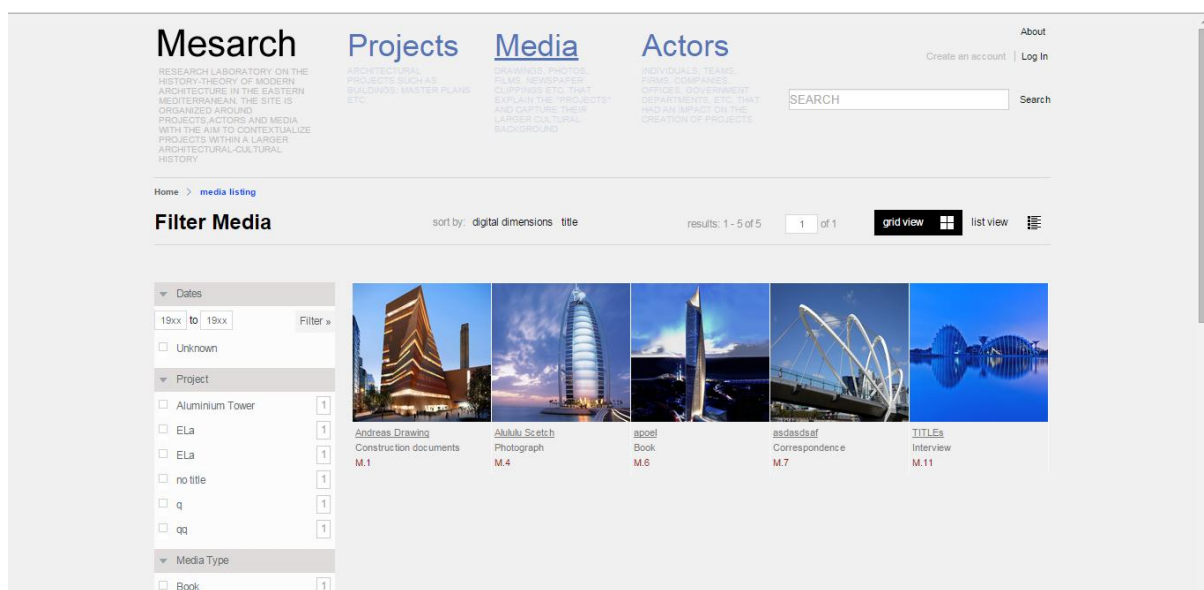 Mesarch
RESEARCH LABORATORY ON THE
HISTORY-THEORY OF MODERN
ARCHITECTURE IN THE EASTERN
MEDITERRANEAN. THE SITE IS
ORGANIZED AROUND
PROJECTS,ACTORS AND MEDIA
WITH THE AIM TO CONTEXTUALIZE
PROJECTS WITHIN A LARGER
ARCHITECTURAL-CULTURAL
HISTORY
Projects
ARCHITECTURAL
PROJECTS SUCH AS
BUILDINGS, MASTER PLANS
ETC.
Media
DRAWINGS, PHOTOS,
FILMS, NEWSPAPER
CLIPPINGS ETC. THAT
EXPLAIN THE "PROJECTS"
AND CAPTURE THEIR
LARGER CULTURAL
BACKGROUND
Actors
INDIVIDUALS, TEAMS,
FIRMS, COMPANIES,
OFFICES, GOVERNMENT
DEPARTMENTS, ETC. THAT
HAD AN IMPACT ON THE
CREATION OF PROJECTS
About
Create an account | Log In
SEARCH Search
Home > media listing
Filter Media
sort by: digital dimensions title
results: 1 - 5 of 5
1 of 1
grid view
list view
Dates
19xx to 19xx Filter »
Unknown
Project
Aluminium Tower 1
ELa 1
ELa 1
no title 1
q 1
qq 1
Media Type
Book 1
Andreas Drawing
Construction documents
M.1
Alululu Scetch
Photograph
M.4
apoel
Book
M.6
asdasdsaf
Correspondence
M.7
TITLEs
Interview
M.11